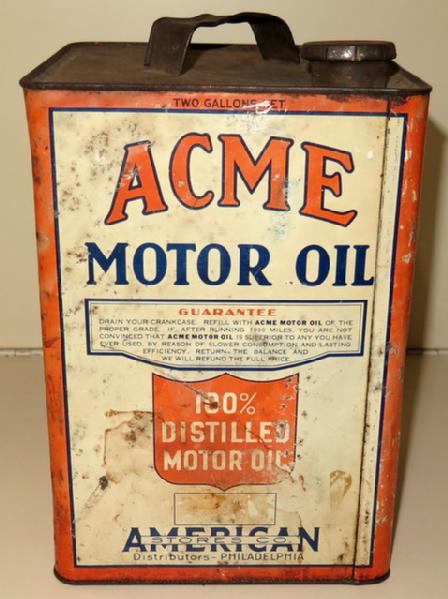 TWO GALLONS NET
ACME
MOTOR OIL
GUARANTEE
DRAIN YOUR CRANKCASE. REFILL WITH ACME MOTOR OIL OF THE
PROPER GRADE. IF AFTER RUNNING 1000 MILES, YOU ARE NOT
CONVINCED THAT ACME MOTOR OIL IS SUPERIOR TO ANY YOU HAVE
EVER USED, BY REASON OF SLOWER CONSUMPTION AND LASTING
EFFICIENCY, RETURN THE BALANCE AND
WE WILL REFUND THE FULL PRICE
100%
DISTILLED
MOTOR OIL
AMERICAN
STORES CO.
Distributors-PHILADELPHIA